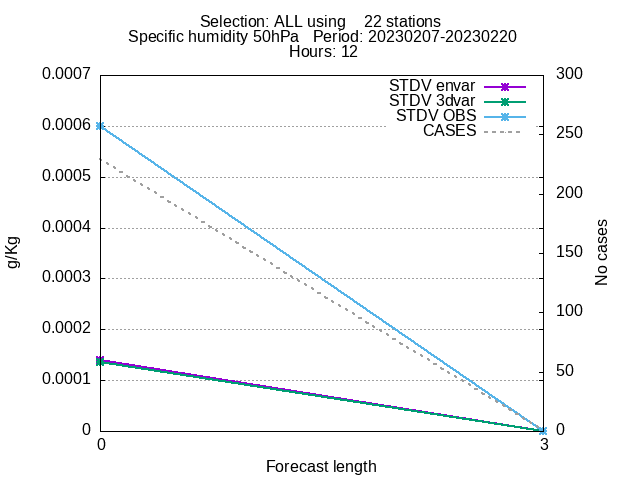 Selection: ALL using    22 stations
Specific humidity 50hPa   Period: 20230207-20230220
Hours: 12
0.0007
0.0006
0.0005
0.0004
0.0003
0.0002
0.0001
0
300
250
200
150
100
50
0
STDV envar
STDV 3dvar
STDV OBS
CASES
g/Kg
No cases
0
3
Forecast length